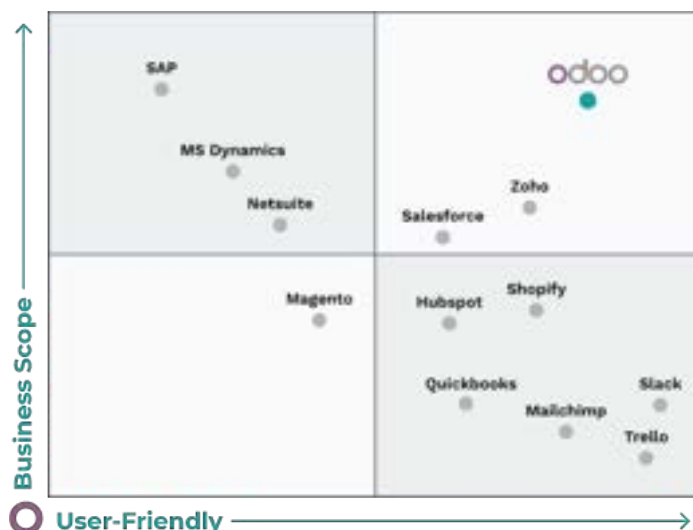 SAP
odoo
MS Dynamics
Zoho
Netsuite
Salesforce
Magento
Hubspot
Shopify
Quickbooks
Slack
Mailchimp
Trello
Business Scope
User-Friendly